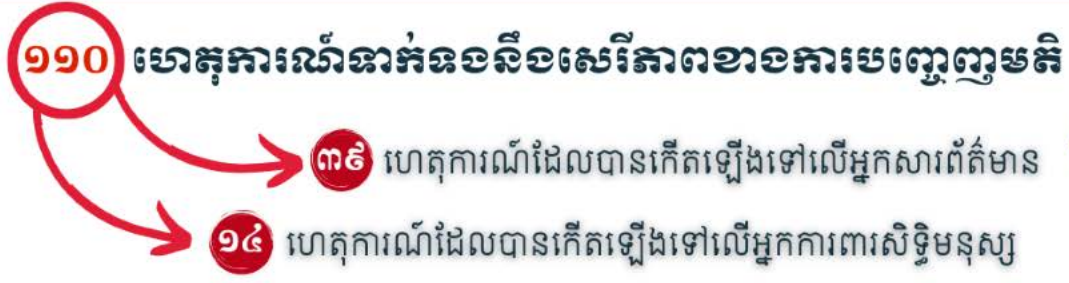 ១១០ ហេតុការណ៍ទាក់ទងនឹងសេរីភាពខាងការបញ្ចេញមតិ
៣៩ ហេតុការណ៍ដែលបានកើតឡើងទៅលើអ្នកសារព័ត៌មាន
១៤ ហេតុការណ៍ដែលបានកើតឡើងទៅលើអ្នកការពារសិទ្ធិមនុស្ស